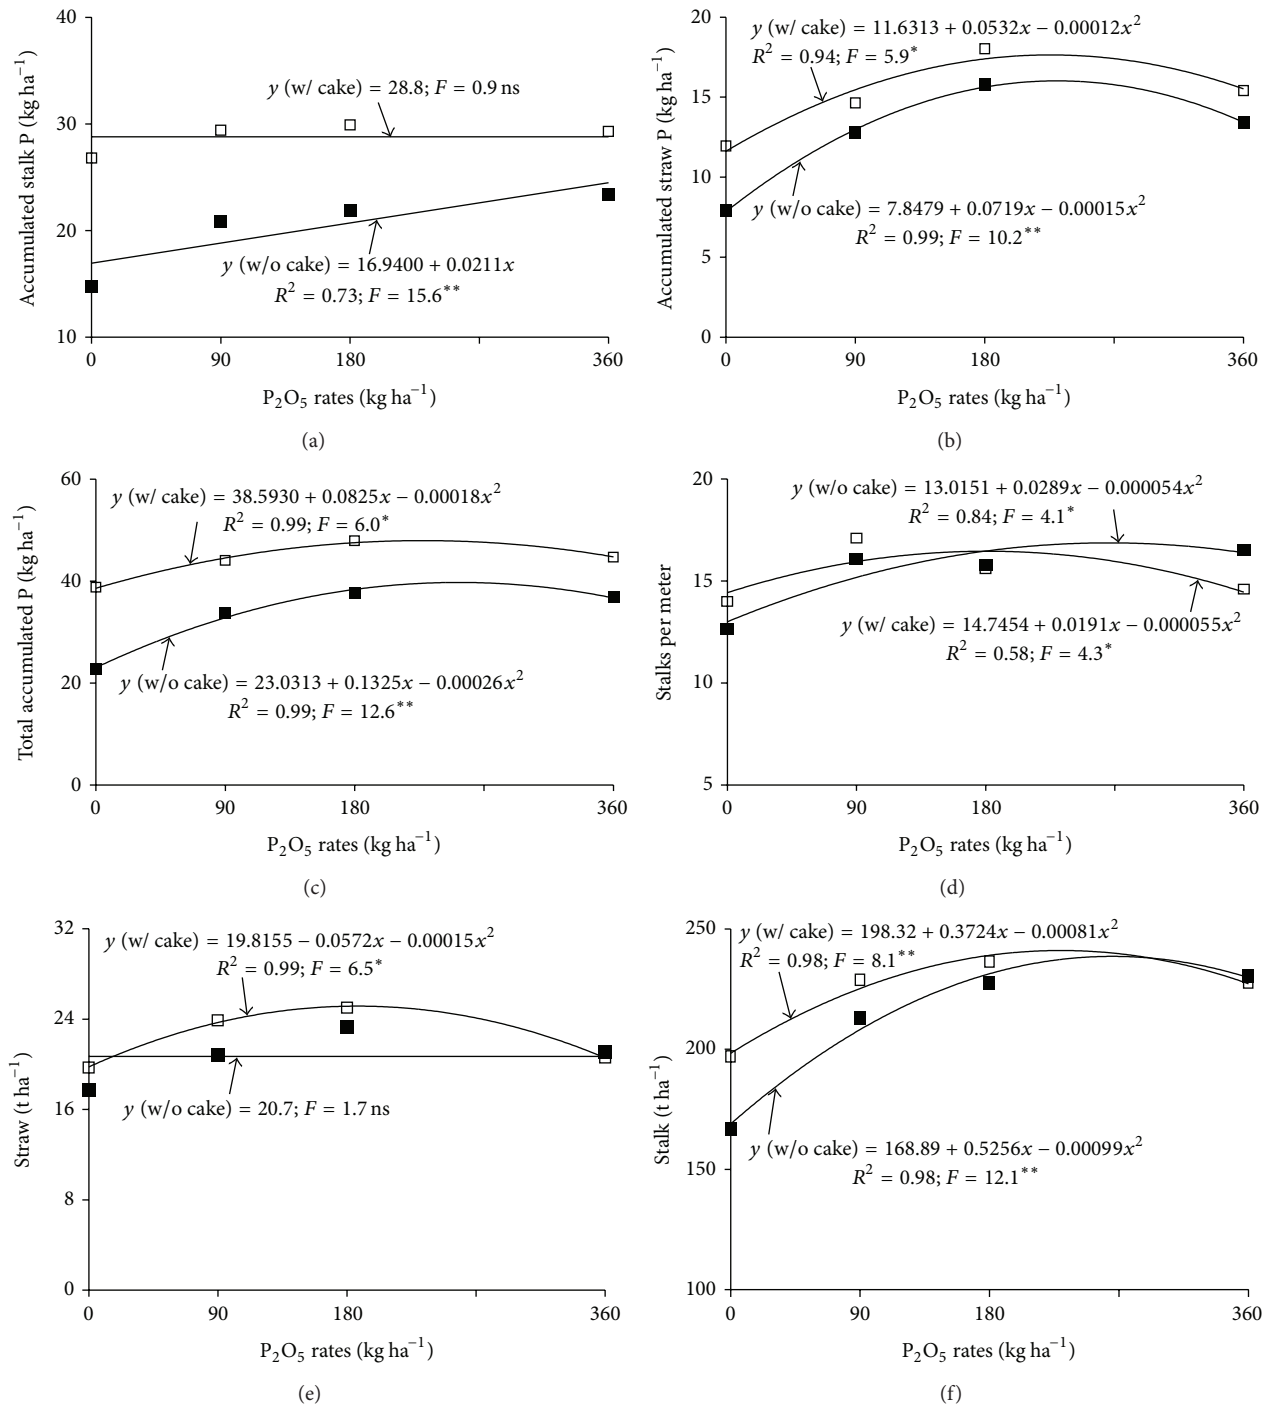 40
30
20
10
Accumulated stalk P (kg ha⁻¹)
y (w/ cake) = 28.8; F = 0.9 ns
y (w/o cake) = 16.9400 + 0.0211x
R² = 0.73; F = 15.6**
0 90 180 360
P₂O₅ rates (kg ha⁻¹)
(a)
20
15
10
5
0
Accumulated straw P (kg ha⁻¹)
y (w/ cake) = 11.6313 + 0.0532x − 0.00012x²
R² = 0.94; F = 5.9*
y (w/o cake) = 7.8479 + 0.0719x − 0.00015x²
R² = 0.99; F = 10.2**
0 90 180 360
P₂O₅ rates (kg ha⁻¹)
(b)
60
40
20
0
Total accumulated P (kg ha⁻¹)
y (w/ cake) = 38.5930 + 0.0825x − 0.00018x²
R² = 0.99; F = 6.0*
y (w/o cake) = 23.0313 + 0.1325x − 0.00026x²
R² = 0.99; F = 12.6**
0 90 180 360
P₂O₅ rates (kg ha⁻¹)
(c)
20
15
10
5
Stalks per meter
y (w/o cake) = 13.0151 + 0.0289x − 0.000054x²
R² = 0.84; F = 4.1*
y (w/ cake) = 14.7454 + 0.0191x − 0.000055x²
R² = 0.58; F = 4.3*
0 90 180 360
P₂O₅ rates (kg ha⁻¹)
(d)
32
24
16
8
0
Straw (t ha⁻¹)
y (w/ cake) = 19.8155 − 0.0572x − 0.00015x²
R² = 0.99; F = 6.5*
y (w/o cake) = 20.7; F = 1.7 ns
0 90 180 360
P₂O₅ rates (kg ha⁻¹)
(e)
250
200
150
100
Stalk (t ha⁻¹)
y (w/ cake) = 198.32 + 0.3724x − 0.00081x²
R² = 0.98; F = 8.1**
y (w/o cake) = 168.89 + 0.5256x − 0.00099x²
R² = 0.98; F = 12.1**
0 90 180 360
P₂O₅ rates (kg ha⁻¹)
(f)